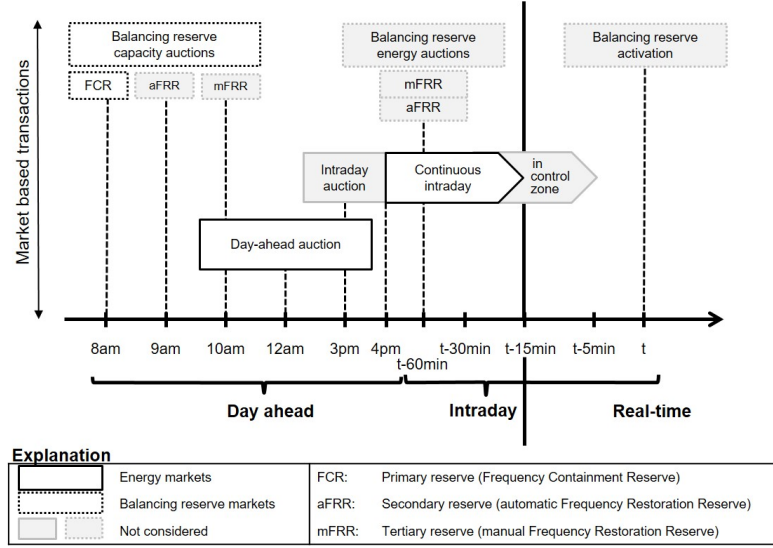 Market based transactions
Balancing reserve
capacity auctions
Balancing reserve
energy auctions
Balancing reserve
activation
FCR
aFRR
mFRR
mFRR
aFRR
Intraday
auction
Continuous
intraday
in
control
zone
Day-ahead auction
8am
9am
10am
12am
3pm
4pm
t-60min
t-30min
t-15min
t-5min
t
Day ahead
Intraday
Real-time
Explanation
Energy markets
Balancing reserve markets
Not considered
FCR: Primary reserve (Frequency Containment Reserve)
aFRR: Secondary reserve (automatic Frequency Restoration Reserve)
mFRR: Tertiary reserve (manual Frequency Restoration Reserve)